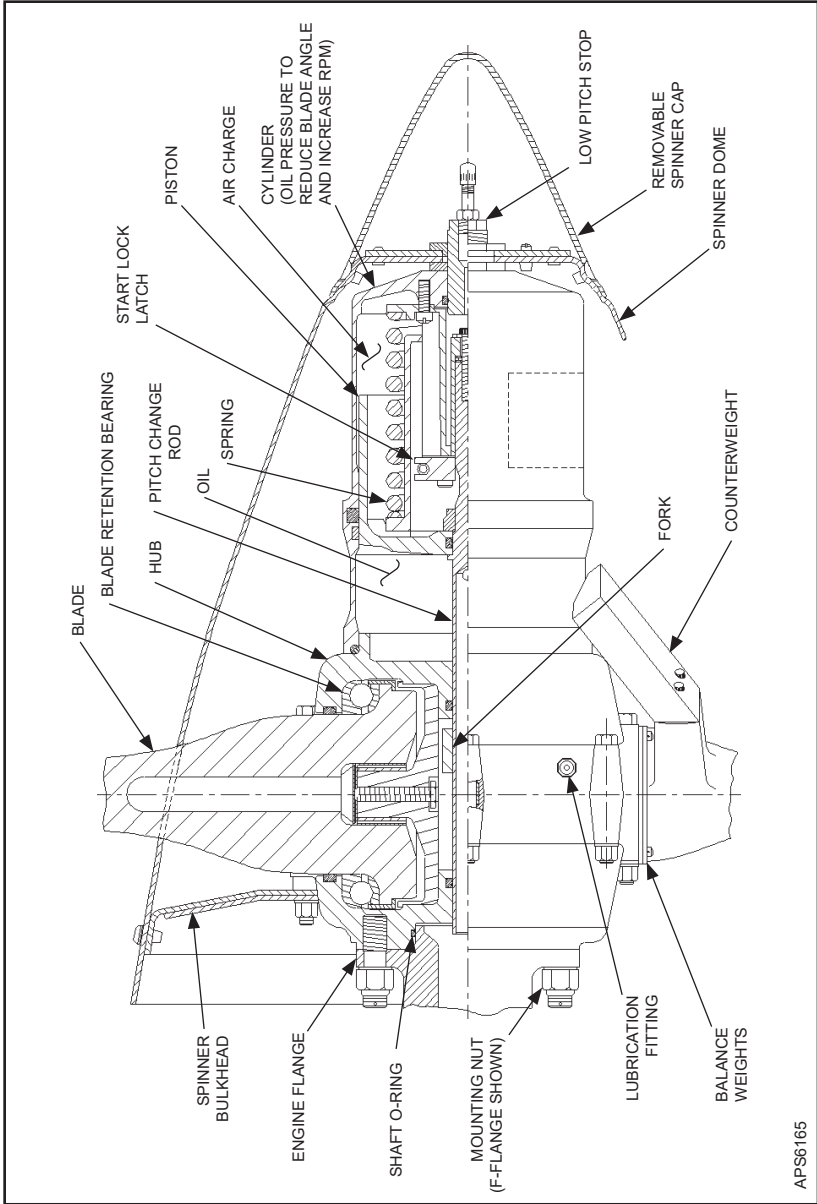 BLADE
BLADE RETENTION BEARING
HUB
PITCH CHANGE
ROD
OIL
SPRING
START LOCK
LATCH
PISTON
AIR CHARGE
CYLINDER
(OIL PRESSURE TO
REDUCE BLADE ANGLE
AND INCREASE RPM)
SPINNER
BULKHEAD
ENGINE FLANGE
SHAFT O-RING
MOUNTING NUT
(F-FLANGE SHOWN)
LUBRICATION
FITTING
BALANCE
WEIGHTS
FORK
COUNTERWEIGHT
LOW PITCH STOP
REMOVABLE
SPINNER CAP
SPINNER DOME
APS6165